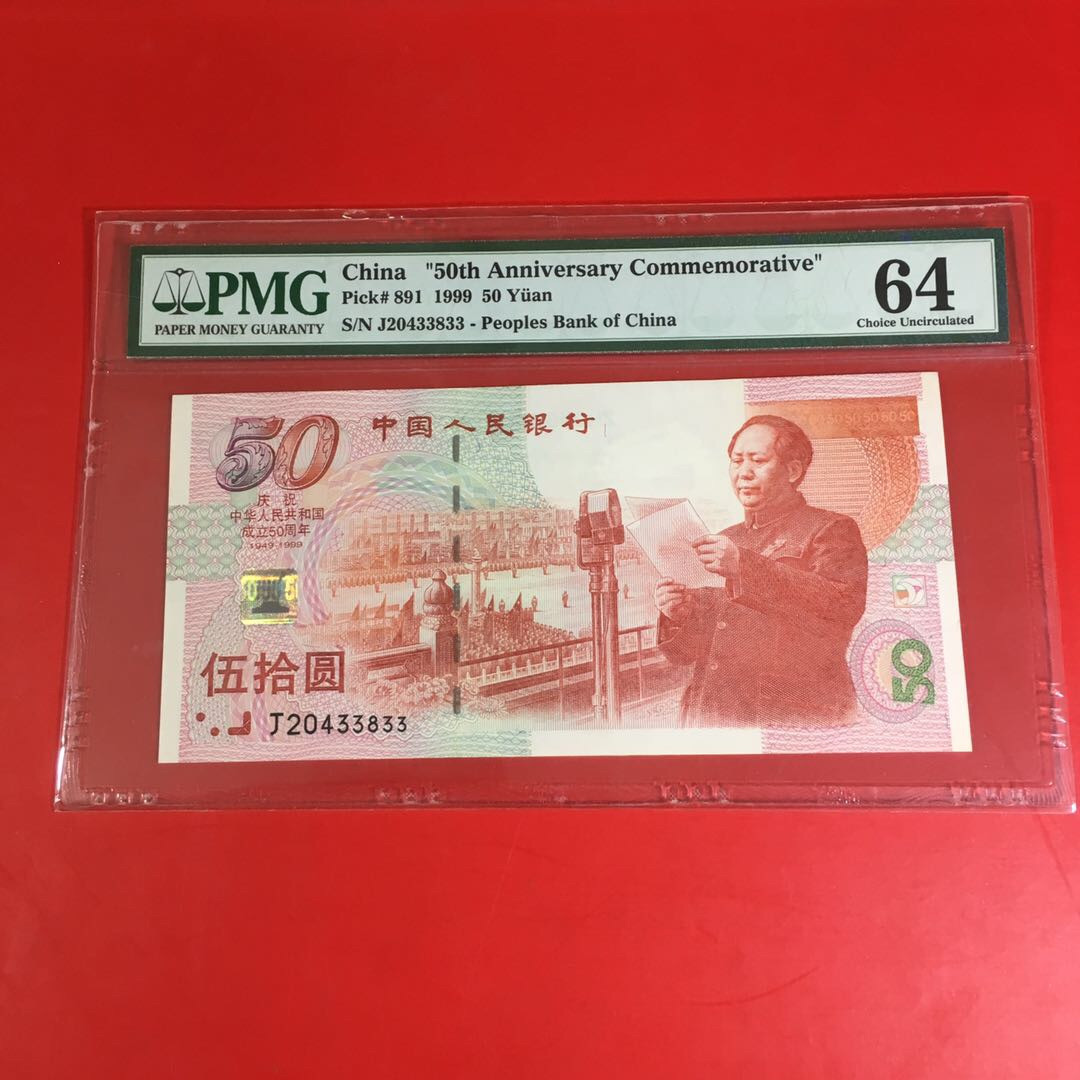 PMG
PAPER MONEY GUARANTY
China "50th Anniversary Commemorative"
Pick# 891 1999 50 Yüan
S/N J20433833 - Peoples Bank of China
64
Choice Uncirculated
50
中国人民银行
庆祝
中华人民共和国
成立50周年
1949-1999
伍拾圆
J20433833
50